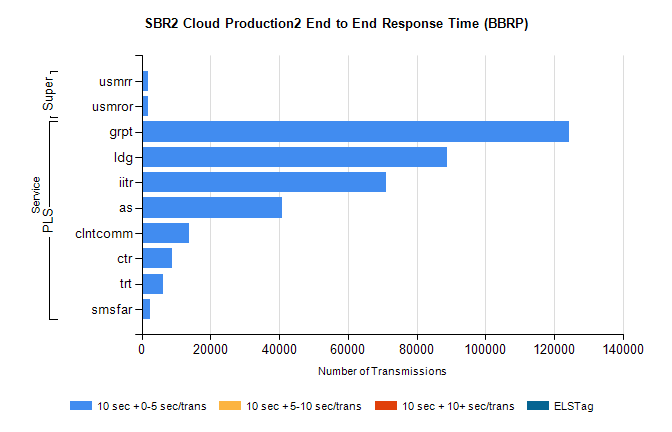 SBR2 Cloud Production2 End to End Response Time (BBRP)
Super
usmrr
usmror
Service
PLS
grpt
ldg
iitr
as
clntcomm
ctr
trt
smsfar
0 20000 40000 60000 80000 100000 120000 140000
Number of Transmissions
10 sec +0-5 sec/trans 10 sec +5-10 sec/trans 10 sec + 10+ sec/trans ELSTag